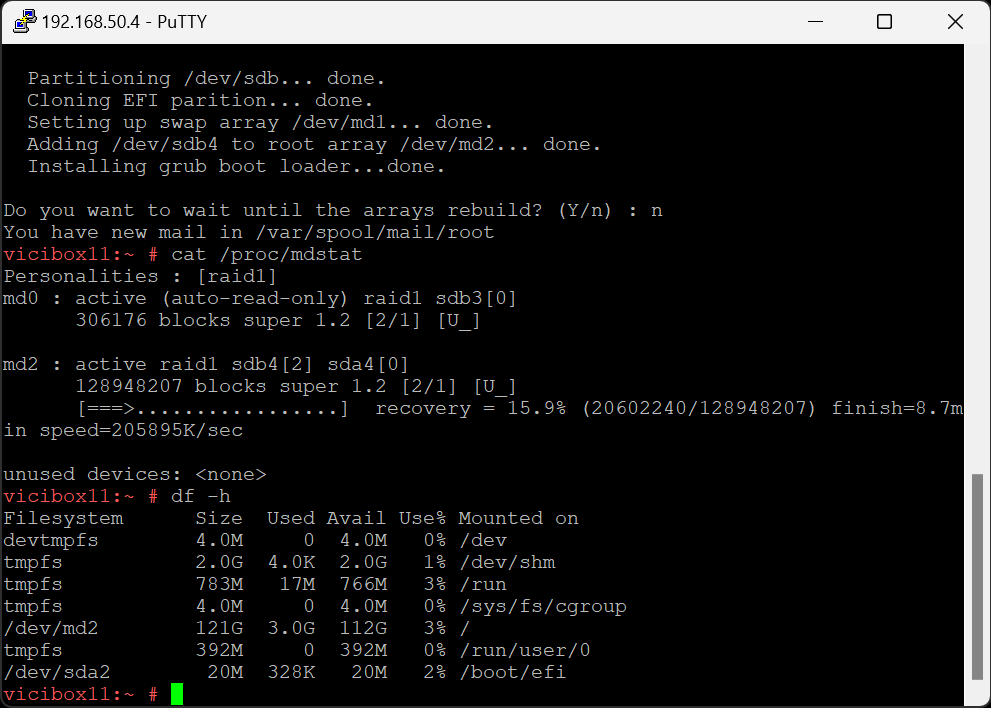 192.168.50.4 - PuTTY
Partitioning /dev/sdb... done.
Cloning EFI parition... done.
Setting up swap array /dev/md1... done.
Adding /dev/sdb4 to root array /dev/md2... done.
Installing grub boot loader...done.
Do you want to wait until the arrays rebuild? (Y/n) : n
You have new mail in /var/spool/mail/root
vicibox11:~ # cat /proc/mdstat
Personalities : [raid1]
md0 : active (auto-read-only) raid1 sdb3[0]
306176 blocks super 1.2 [2/1] [U_]
md2 : active raid1 sdb4[2] sda4[0]
128948207 blocks super 1.2 [2/1] [U_]
[===>.................]  recovery = 15.9% (20602240/128948207) finish=8.7m
in speed=205895K/sec
unused devices: <none>
vicibox11:~ # df -h
Filesystem      Size  Used Avail Use% Mounted on
devtmpfs        4.0M     0  4.0M   0% /dev
tmpfs           2.0G  4.0K  2.0G   1% /dev/shm
tmpfs           783M   17M  766M   3% /run
tmpfs           4.0M     0  4.0M   0% /sys/fs/cgroup
/dev/md2        121G  3.0G  112G   3% /
tmpfs           392M     0  392M   0% /run/user/0
/dev/sda2        20M  328K   20M   2% /boot/efi
vicibox11:~ #